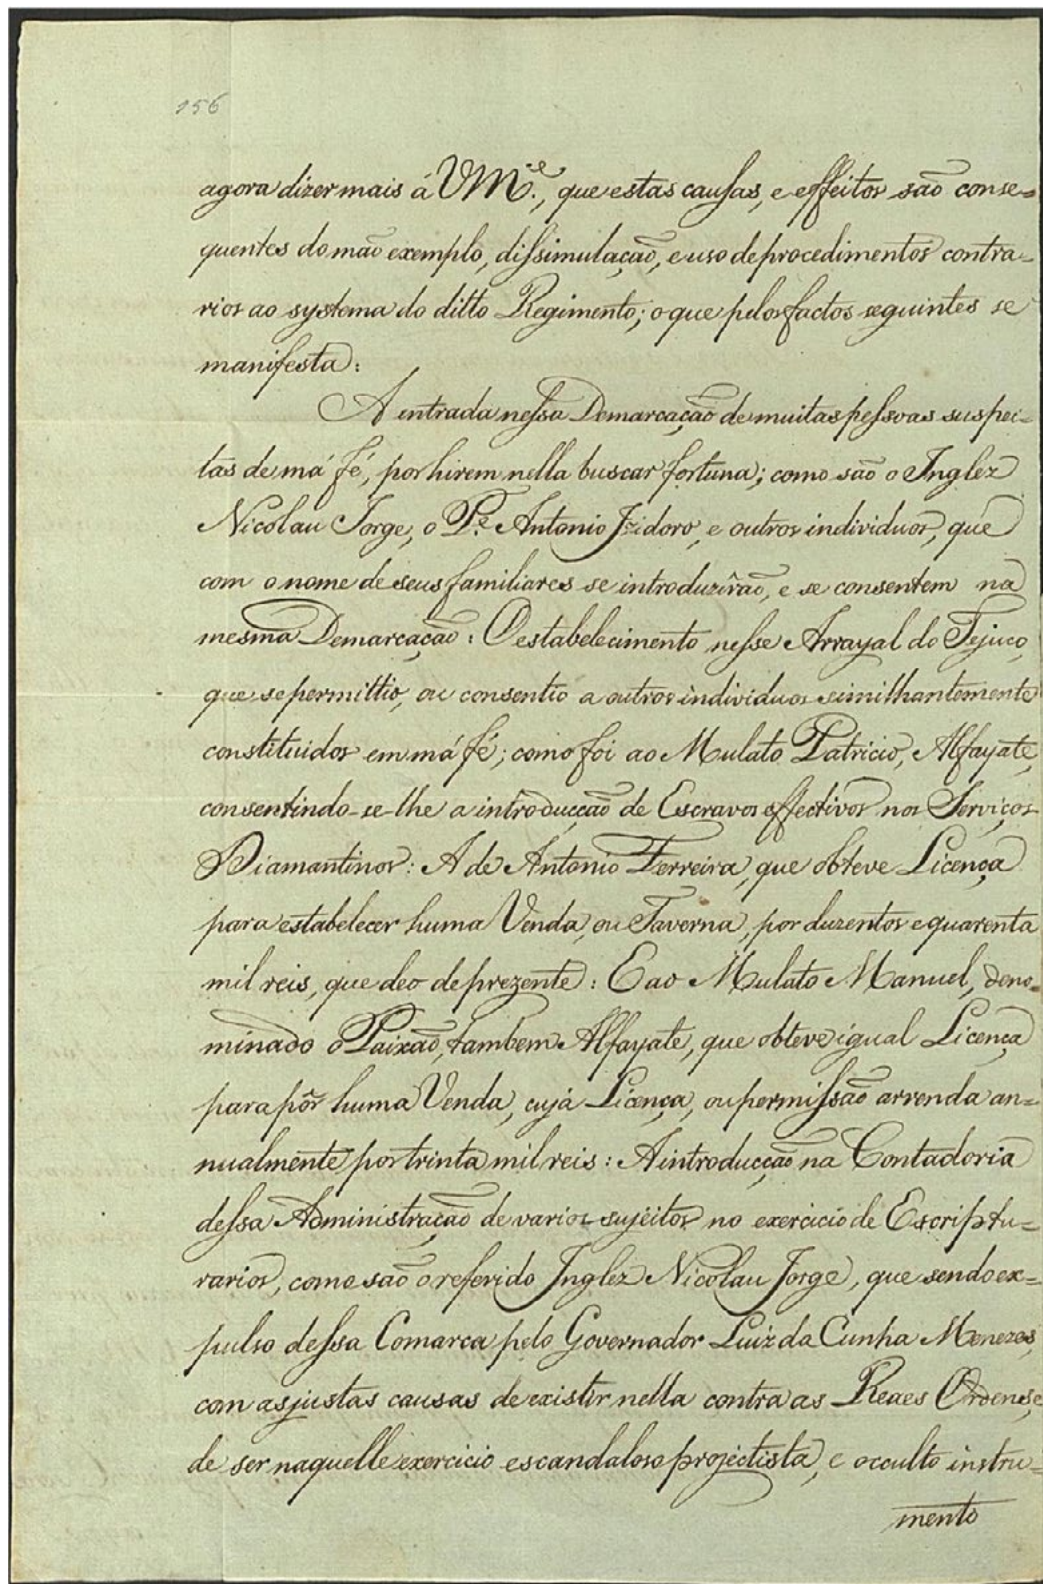 156
agora dizer mais á VM.ce, que estas causas, e effeitos são conse=
quentes do máo exemplo, dissimulação, e uso de procedimentos contra=
rios ao systema do ditto Regimento; o que pelos factos seguintes se
manifesta:
A entrada nessa Demarcação de muitas pessoas suspei=
tas de má fé, por hirem nella buscar fortuna; como são o Inglez
Nicolau Jorge, o P.e Antonio Izidoro, e outros individuos, que
com o nome de seus familiares se introduzirão, e se consentem na
mesma Demarcação: O estabelecimento nesse Arrayal do Tejuco,
que se permittio, ou consentio a outros individuos similhantemente
constituidos em má fé; como foi ao Mulato Patricio, Alfayate,
consentindo-se-lhe a introducção de Escravos effectivos nos Serviços
Diamantinos: A de Antonio Ferreira, que obteve Licença
para estabelecer huma Venda, ou Taverna, por duzentos e quarenta
mil reis, que deo de prezente: E ao Mulato Manuel, deno=
minado o Paixão, tambem Alfayate, que obteve igual Licença
para pôr huma Venda, cuja Licença, ou permissão arrenda an=
nualmente por trinta mil reis: A introducção na Contadoria
dessa Administração de varios sujeitos no exercicio de Escriptu=
rarios, como são o referido Inglez Nicolau Jorge, que sendo ex=
pulso dessa Comarca pelo Governador Luiz da Cunha Menezes,
com as justas causas de existir nella contra as Reaes Ordens, e
de ser naquelle exercicio escandaloso projectista, e occulto instru=
mento